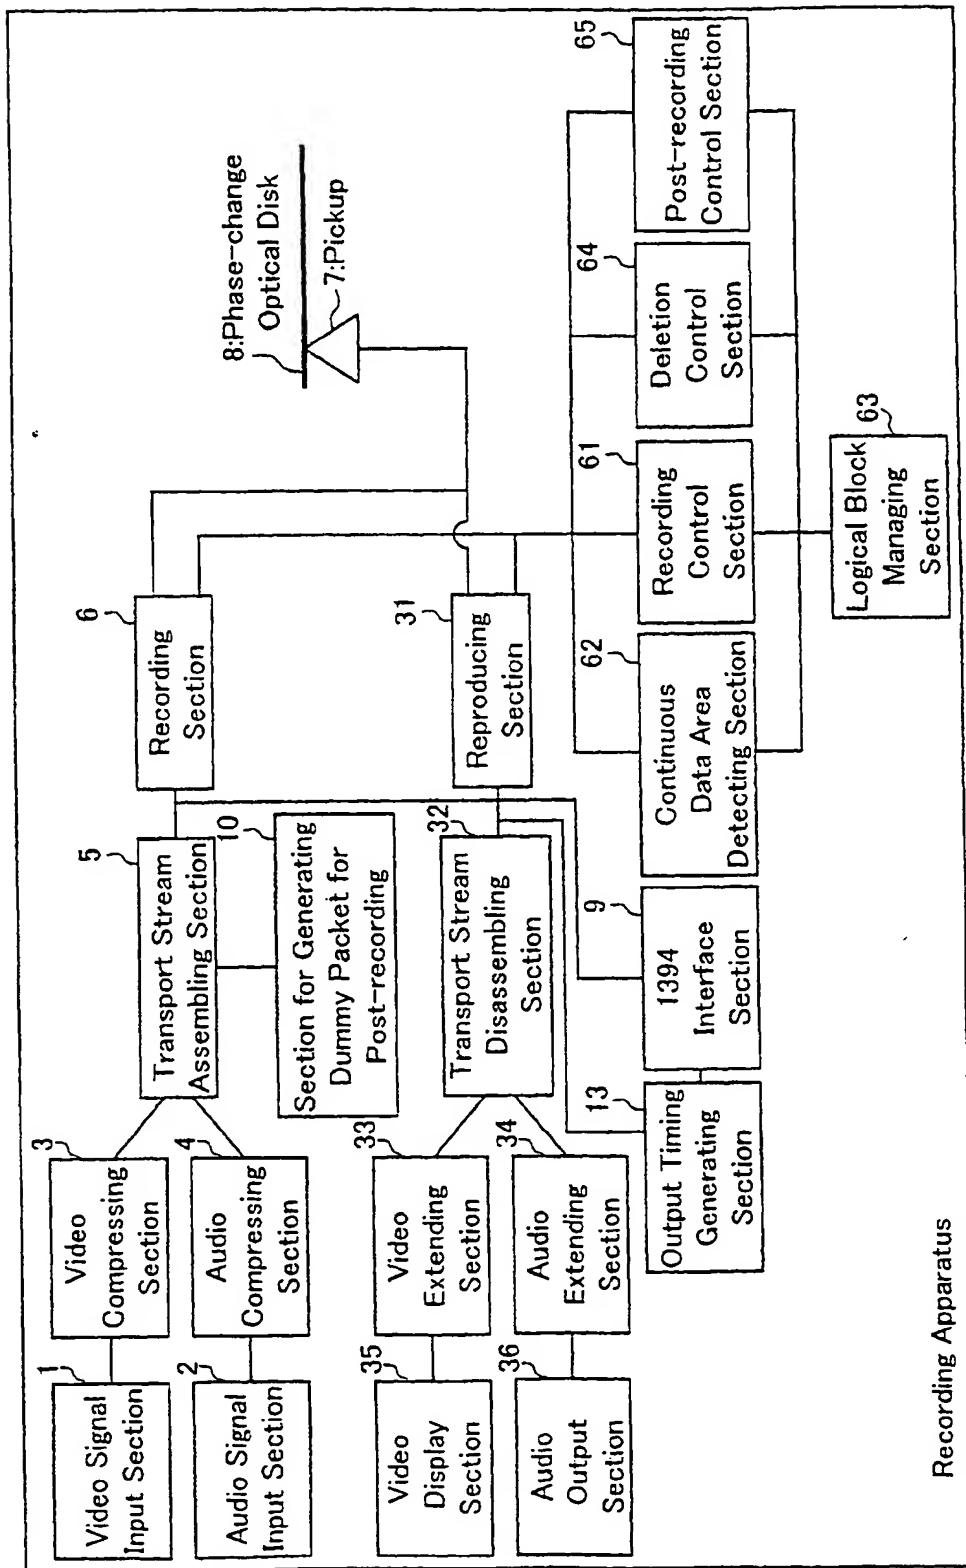 1
Video Signal
Input Section
2
Audio Signal
Input Section
3
Video
Compressing
Section
4
Audio
Compressing
Section
5
Transport Stream
Assembling Section
10
Section for Generating
Dummy Packet for
Post-recording
6
Recording
Section
8:Phase-change
Optical Disk
7:Pickup
35
Video
Display
Section
36
Audio
Output
Section
33
Video
Extending
Section
34
Audio
Extending
Section
32
Transport Stream
Disassembling
Section
31
Reproducing
Section
13
Output Timing
Generating
Section
9
1394
Interface
Section
62
Continuous
Data Area
Detecting Section
61
Recording
Control
Section
64
Deletion
Control
Section
65
Post-recording
Control Section
63
Logical Block
Managing
Section
Recording Apparatus